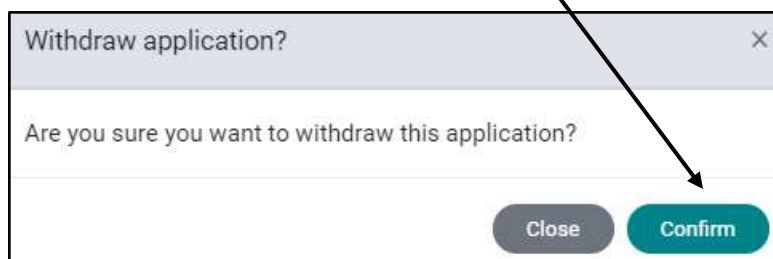 Withdraw application?
Are you sure you want to withdraw this application?
Close Confirm